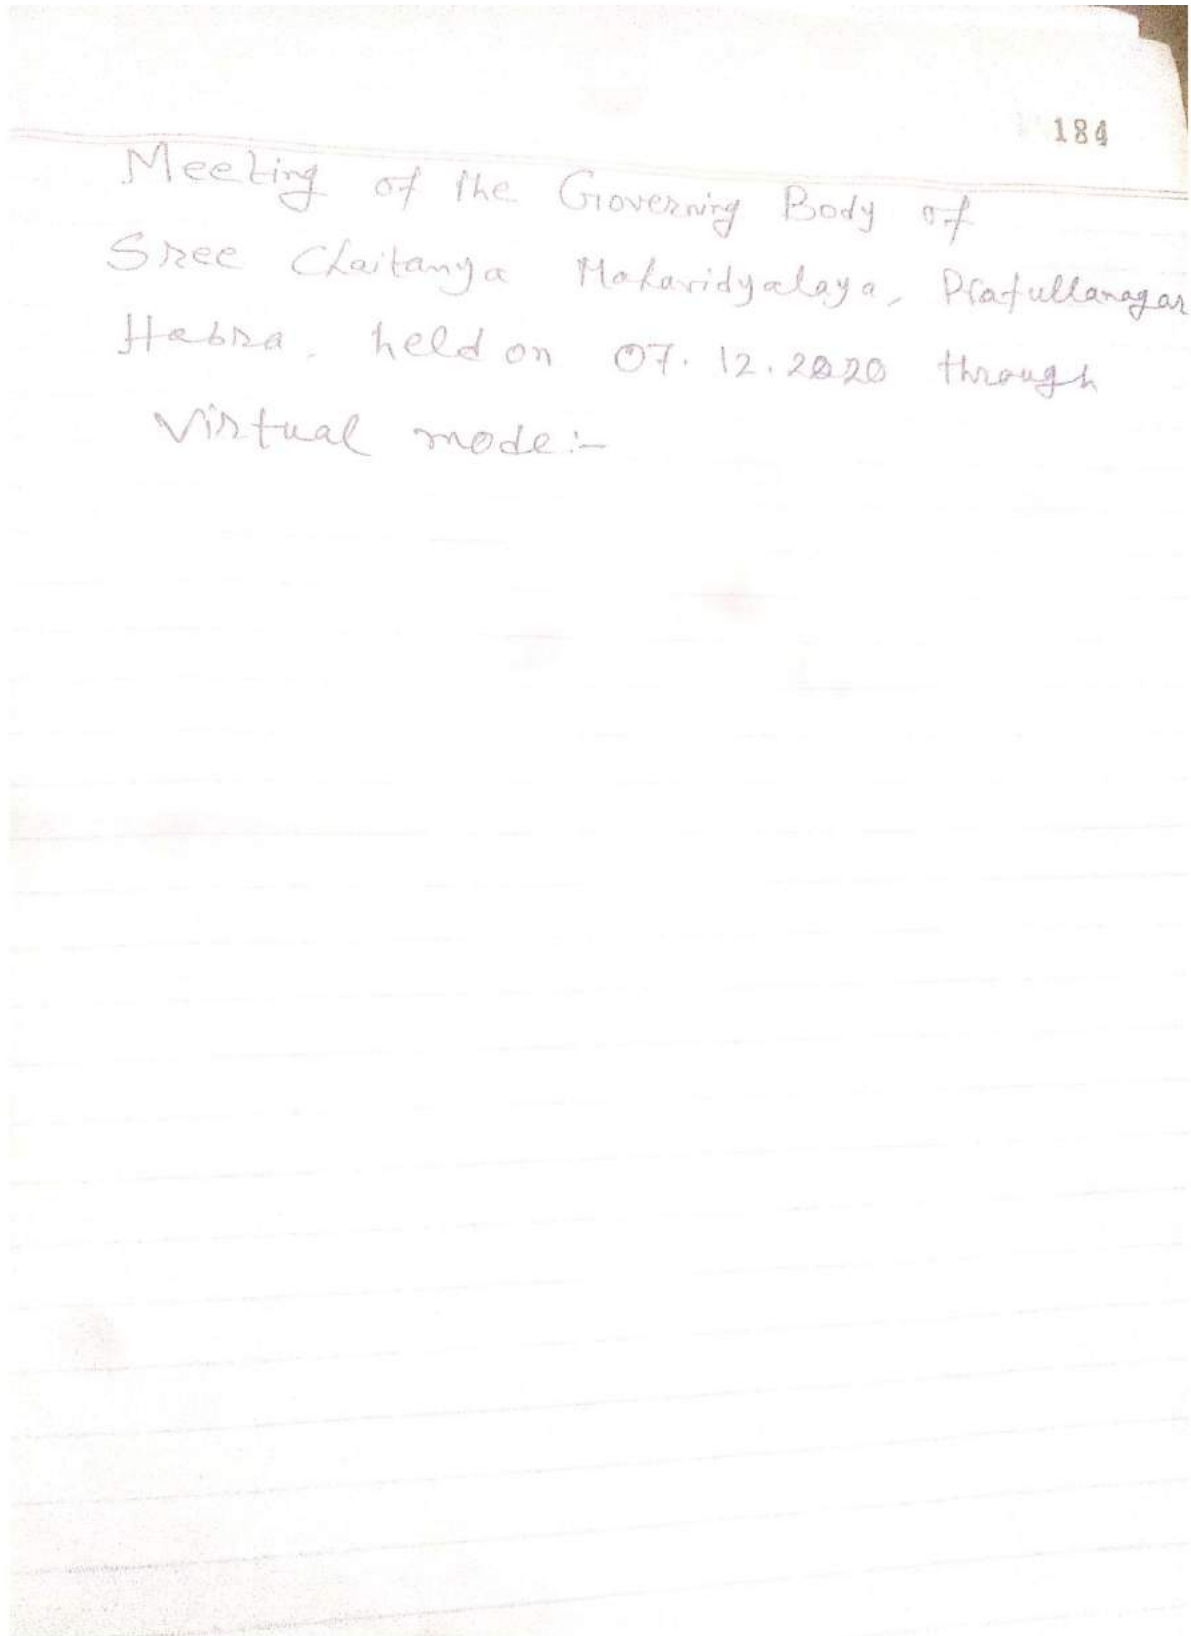 184
Meeting of the Governing Body of
Sree Chaitanya Mahavidyalaya, Prafullanagar
Habra, held on 07.12.2020 through
Virtual mode:-